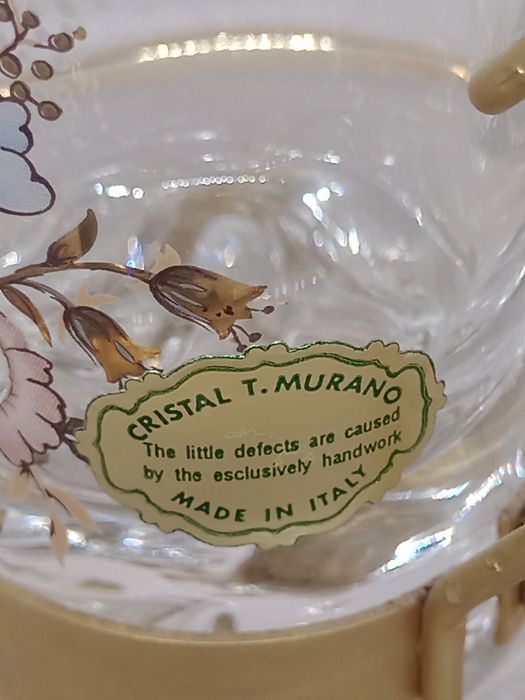 CRISTAL T. MURANO
The little defects are caused
by the esclusively handwork
MADE IN ITALY